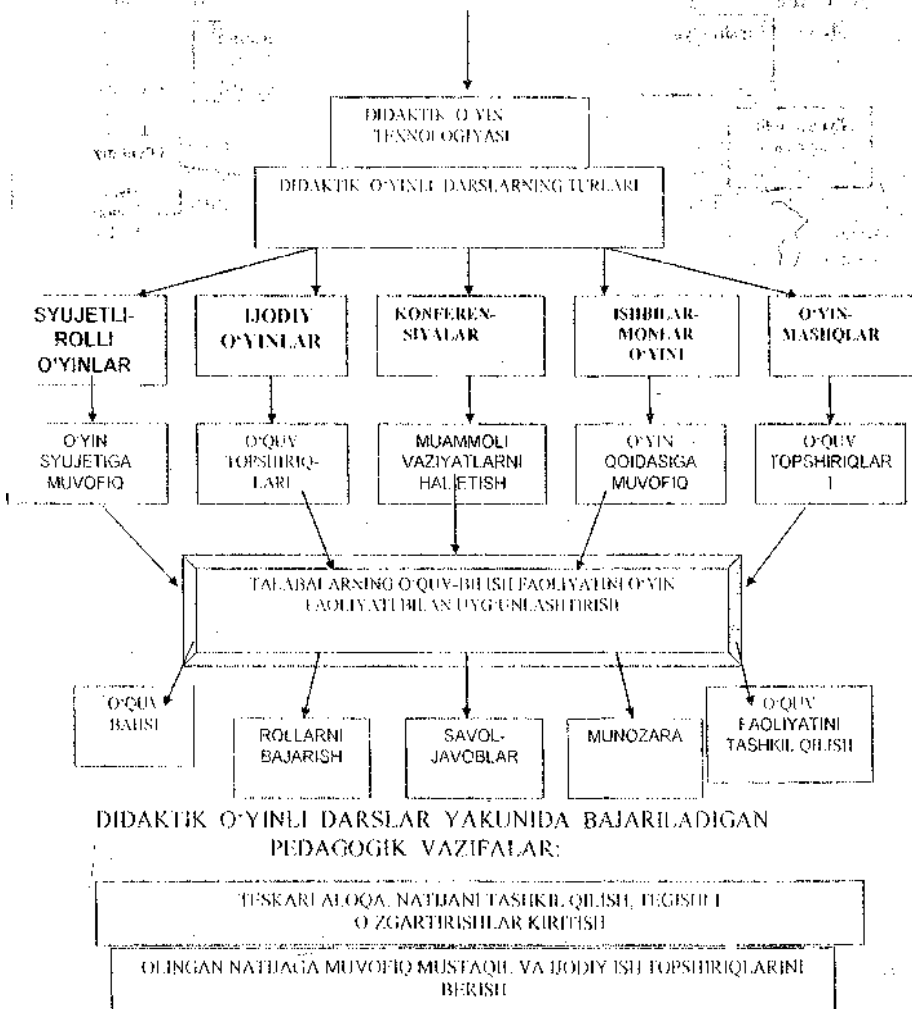 DIDAKTIK O'YIN
TEXNOLOGIYASI
DIDAKTIK O'YINLI DARSLARNING TURLARI
SYUJETLI-
ROLLI
O'YINLAR
IJODIY
O'YINLAR
KONFEREN-
SIYALAR
ISHBILAR-
MONLAR
O'YINI
O'YIN-
MASHQLAR
O'YIN
SYUJETIGA
MUVOFIQ
O'QUV
TOPSHIRIQ-
LARI
MUAMMOLI
VAZIYATLARNI
HAL ETISH
O'YIN
QOIDASIGA
MUVOFIQ
O'QUV
TOPSHIRIQLAR
I
TALABALARNING O'QUV-BILISH FAOLIYATINI O'YIN
FAOLIYATI BILAN UYG'UNLASHTIRISH
O'QUV
BAHSI
ROLLARNI
BAJARISH
SAVOL-
JAVOBLAR
MUNOZARA
O'QUV
FAOLIYATINI
TASHKIL QILISH
DIDAKTIK O'YINLI DARSLAR YAKUNIDA BAJARILADIGAN
PEDAGOGIK VAZIFALAR:
TESKARI ALOQA, NATIJANI TASHKIL QILISH, TEGISHLI
O'ZGARTIRISHLAR KIRITISH
OLINGAN NATIJAGA MUVOFIQ MUSTAQIL VA IJODIY ISH TOPSHIRIQLARINI
BERISH